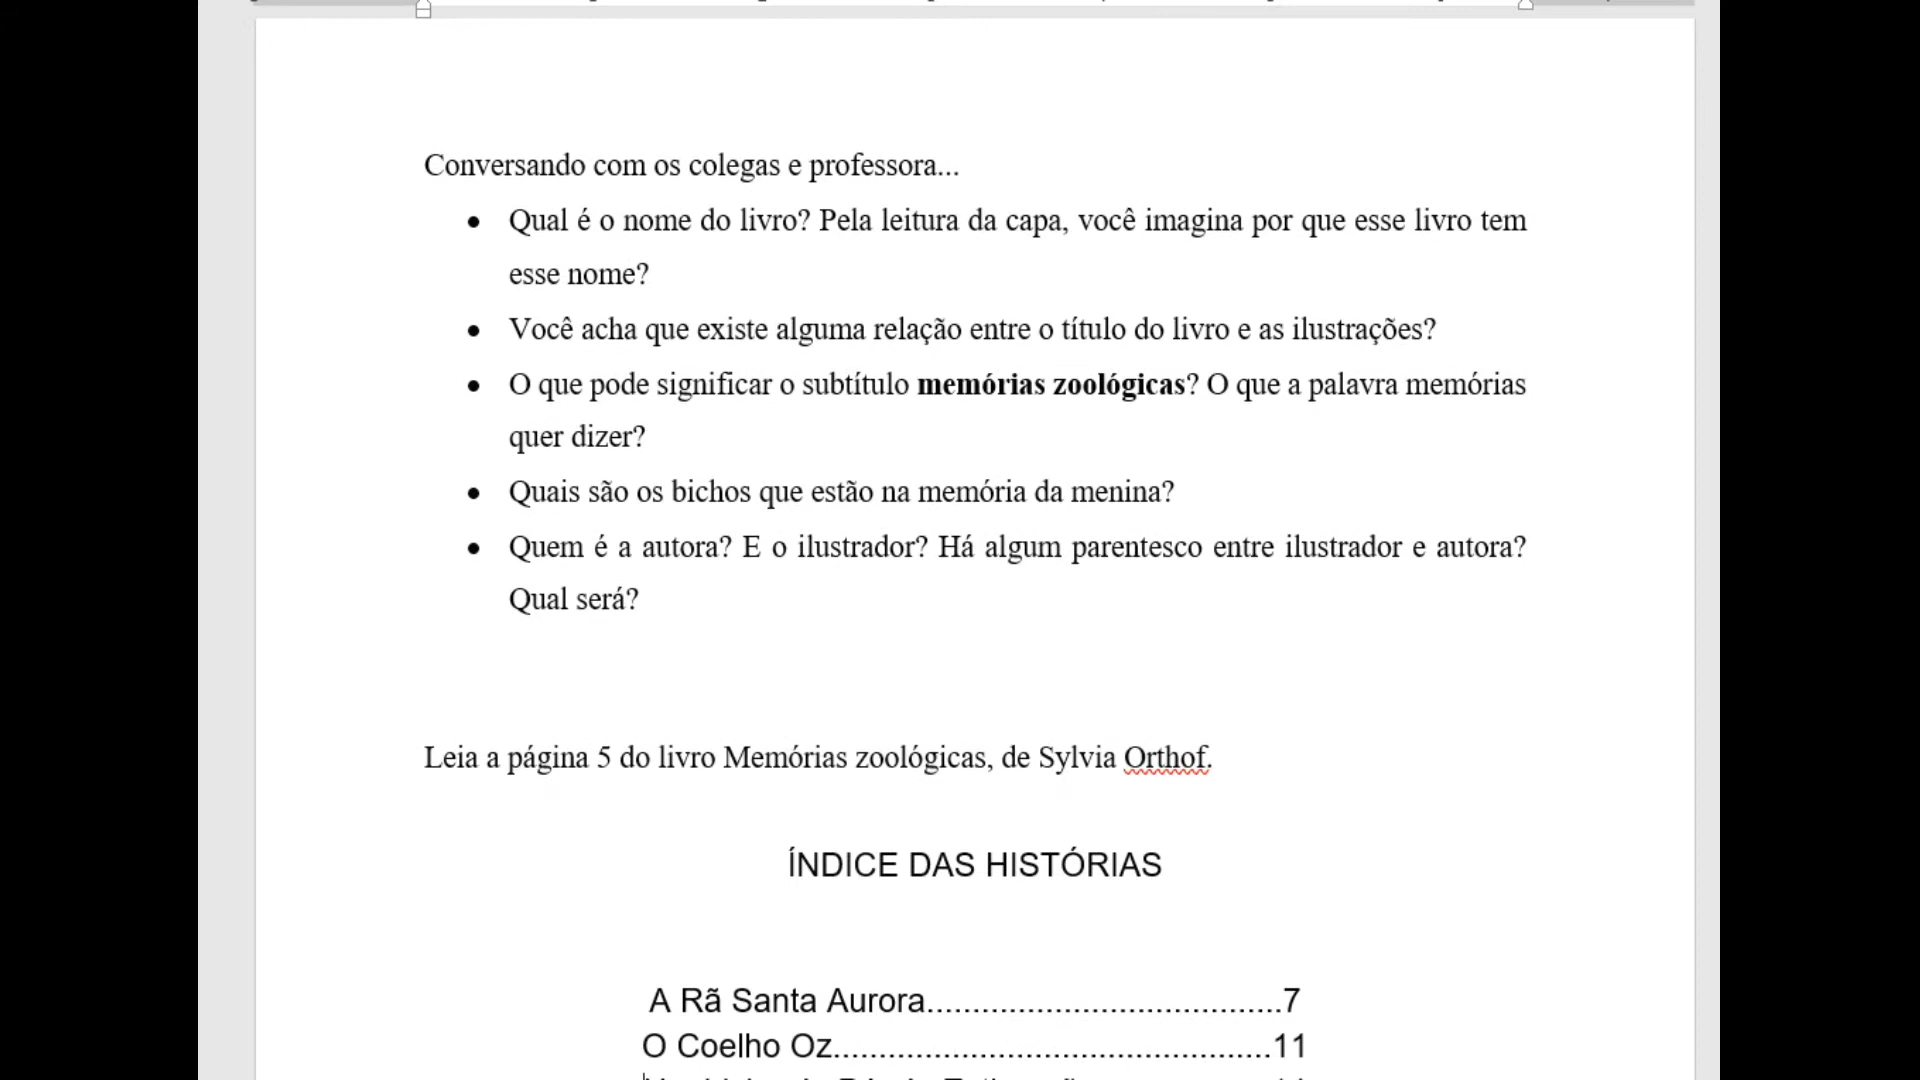 Conversando com os colegas e professora...
• Qual é o nome do livro? Pela leitura da capa, você imagina por que esse livro tem
esse nome?
• Você acha que existe alguma relação entre o título do livro e as ilustrações?
• O que pode significar o subtítulo memórias zoológicas? O que a palavra memórias
quer dizer?
• Quais são os bichos que estão na memória da menina?
• Quem é a autora? E o ilustrador? Há algum parentesco entre ilustrador e autora?
Qual será?
Leia a página 5 do livro Memórias zoológicas, de Sylvia Orthof.
ÍNDICE DAS HISTÓRIAS
A Rã Santa Aurora.......................................7
O Coelho Oz................................................11